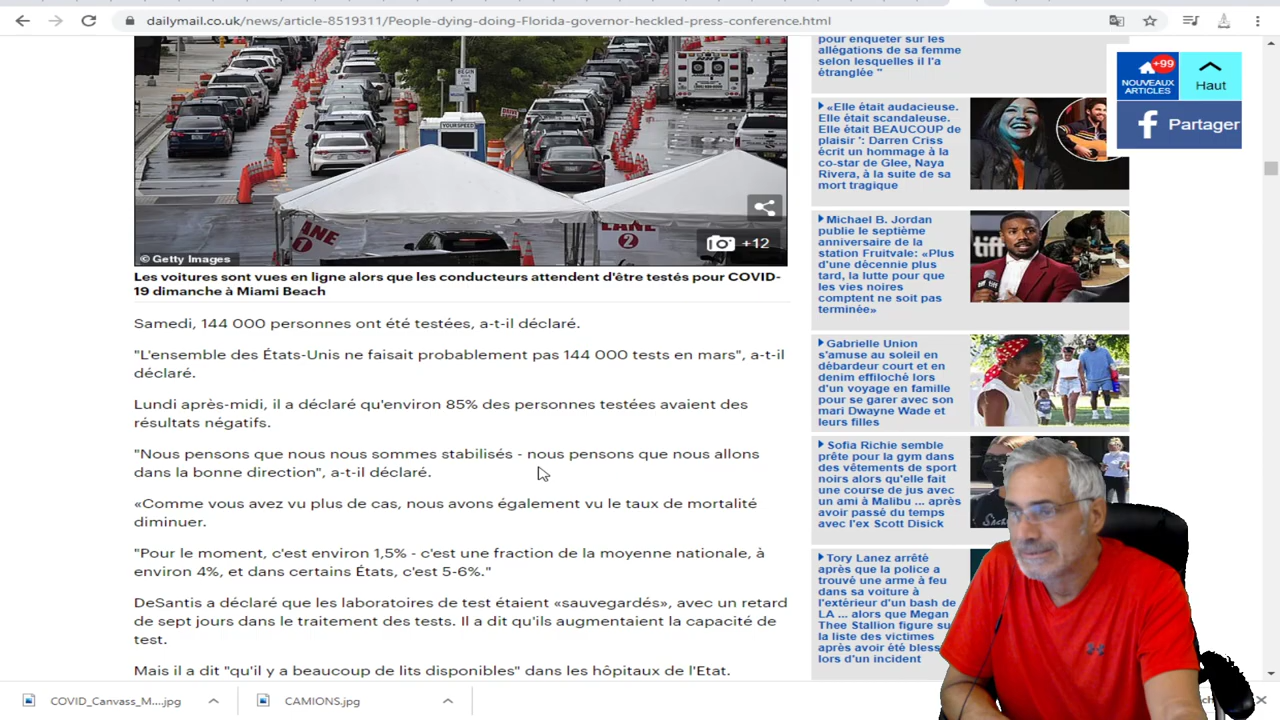 dailymail.co.uk/news/article-8519311/People-dying-doing-Florida-governor-heckled-press-conference.html
BEGIN
YOUR SPEED
LANE
1
LANE
2
+12
© Getty Images
Les voitures sont vues en ligne alors que les conducteurs attendent d'être testés pour COVID-
19 dimanche à Miami Beach
Samedi, 144 000 personnes ont été testées, a-t-il déclaré.
"L'ensemble des États-Unis ne faisait probablement pas 144 000 tests en mars", a-t-il
déclaré.
Lundi après-midi, il a déclaré qu'environ 85% des personnes testées avaient des
résultats négatifs.
"Nous pensons que nous nous sommes stabilisés - nous pensons que nous allons
dans la bonne direction", a-t-il déclaré.
«Comme vous avez vu plus de cas, nous avons également vu le taux de mortalité
diminuer.
"Pour le moment, c'est environ 1,5% - c'est une fraction de la moyenne nationale, à
environ 4%, et dans certains États, c'est 5-6%."
DeSantis a déclaré que les laboratoires de test étaient «sauvegardés», avec un retard
de sept jours dans le traitement des tests. Il a dit qu'ils augmentaient la capacité de
test.
Mais il a dit "qu'il y a beaucoup de lits disponibles" dans les hôpitaux de l'Etat.
pour enquêter sur les
allégations de sa femme
selon lesquelles il l'a
étranglée "
«Elle était audacieuse.
Elle était scandaleuse.
Elle était BEAUCOUP de
plaisir ': Darren Criss
écrit un hommage à la
co-star de Glee, Naya
Rivera, à la suite de sa
mort tragique
Michael B. Jordan
publie le septième
anniversaire de la
station Fruitvale: «Plus
d'une décennie plus
tard, la lutte pour que
les vies noires
comptent ne soit pas
terminée»
tiff
Gabrielle Union
s'amuse au soleil en
débardeur court et en
denim effiloché lors
d'un voyage en famille
pour se garer avec son
mari Dwayne Wade et
leurs filles
Sofia Richie semble
prête pour la gym dans
des vêtements de sport
noirs alors qu'elle fait
une course de jus avec
un ami à Malibu ... après
avoir passé du temps
avec l'ex Scott Disick
Tory Lanez arrêté
après que la police a
trouvé une arme à feu
dans sa voiture à
l'extérieur d'un bash de
LA ... alors que Megan
Thee Stallion figure su
la liste des victimes
après avoir été bless
lors d'un incident
+99
NOUVEAUX
ARTICLES
Haut
f Partager
COVID_Canvass_M....jpg
CAMIONS.jpg